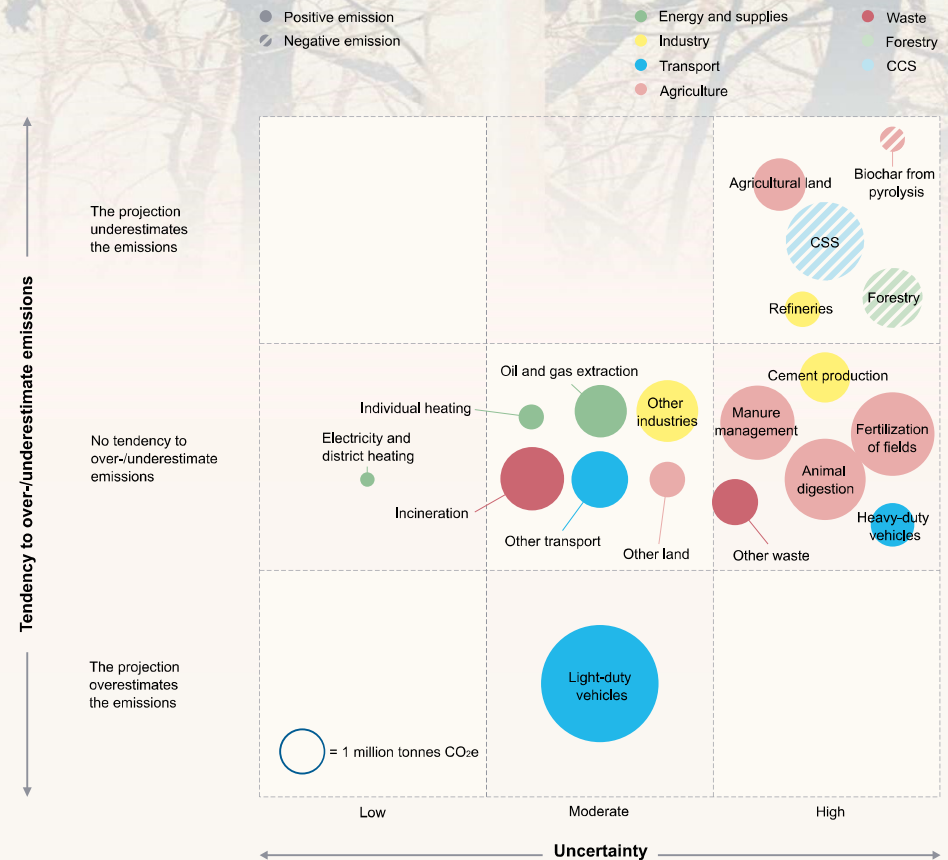 Positive emission
Negative emission
Energy and supplies
Industry
Transport
Agriculture
Waste
Forestry
CCS
Tendency to over-/underestimate emissions
The projection
underestimates
the emissions
No tendency to
over-/underestimate
emissions
The projection
overestimates
the emissions
Agricultural land
Biochar from
pyrolysis
CSS
Refineries
Forestry
Individual heating
Electricity and
district heating
Oil and gas extraction
Other
industries
Incineration
Other transport
Other land
Cement production
Manure
management
Fertilization
of fields
Animal
digestion
Heavy-duty
vehicles
Other waste
Light-duty
vehicles
= 1 million tonnes CO₂e
Low
Moderate
High
Uncertainty